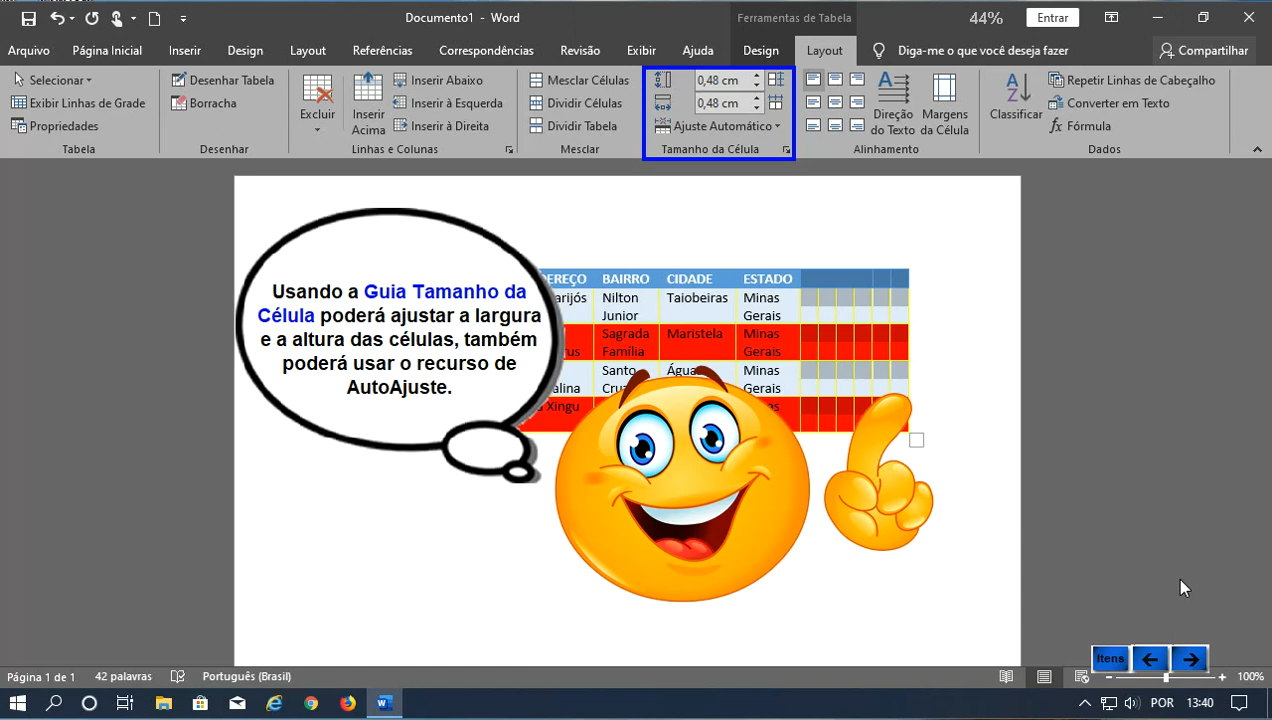 Documento1 - Word
Ferramentas de Tabela
44%
Entrar
Arquivo Página Inicial Inserir Design Layout Referências Correspondências Revisão Exibir Ajuda Design Layout Diga-me o que você deseja fazer Compartilhar
Selecionar
Exibir Linhas de Grade
Propriedades
Tabela
Desenhar Tabela
Borracha
Desenhar
Excluir
Inserir Acima
Inserir Abaixo
Inserir à Esquerda
Inserir à Direita
Linhas e Colunas
Mesclar Células
Dividir Células
Dividir Tabela
Mesclar
0,48 cm
0,48 cm
Ajuste Automático
Tamanho da Célula
Direção do Texto
Margens da Célula
Alinhamento
Classificar
Repetir Linhas de Cabeçalho
Converter em Texto
fx Fórmula
Dados
Usando a Guia Tamanho da
Célula poderá ajustar a largura
e a altura das células, também
poderá usar o recurso de
AutoAjuste.
BAIRRO CIDADE ESTADO
Nilton Taiobeiras Minas
Junior Gerais
Sagrada Maristela Minas
Família Gerais
Santo Minas
Gerais
Xingu
Itens
Página 1 de 1 42 palavras Português (Brasil) 100%
POR 13:40